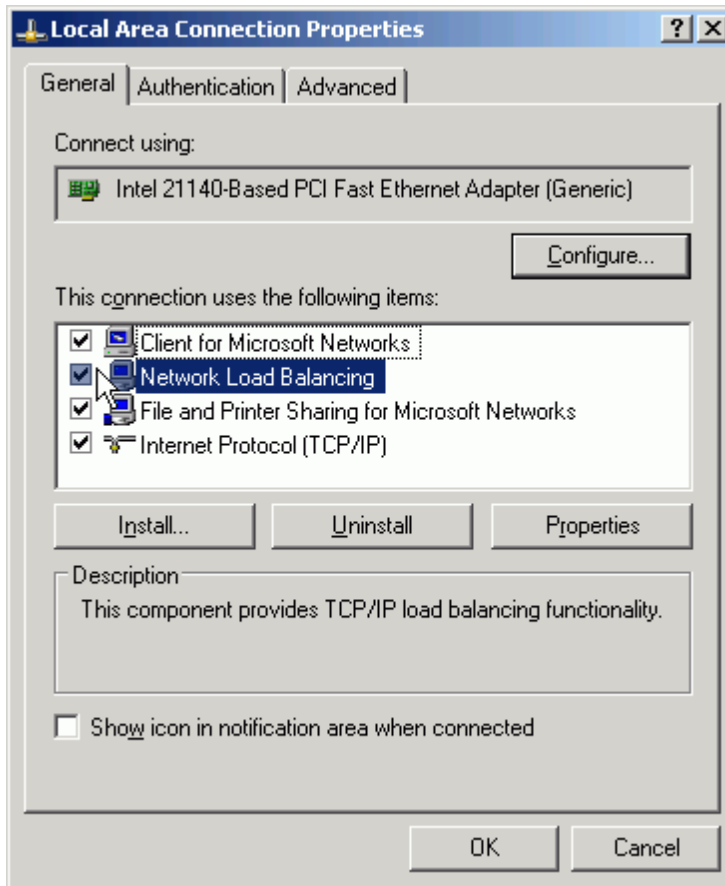 Local Area Connection Properties
General
Authentication
Advanced
Connect using:
Intel 21140-Based PCI Fast Ethernet Adapter (Generic)
Configure...
This connection uses the following items:
Client for Microsoft Networks
Network Load Balancing
File and Printer Sharing for Microsoft Networks
Internet Protocol (TCP/IP)
Install...
Uninstall
Properties
Description
This component provides TCP/IP load balancing functionality.
Show icon in notification area when connected
OK
Cancel